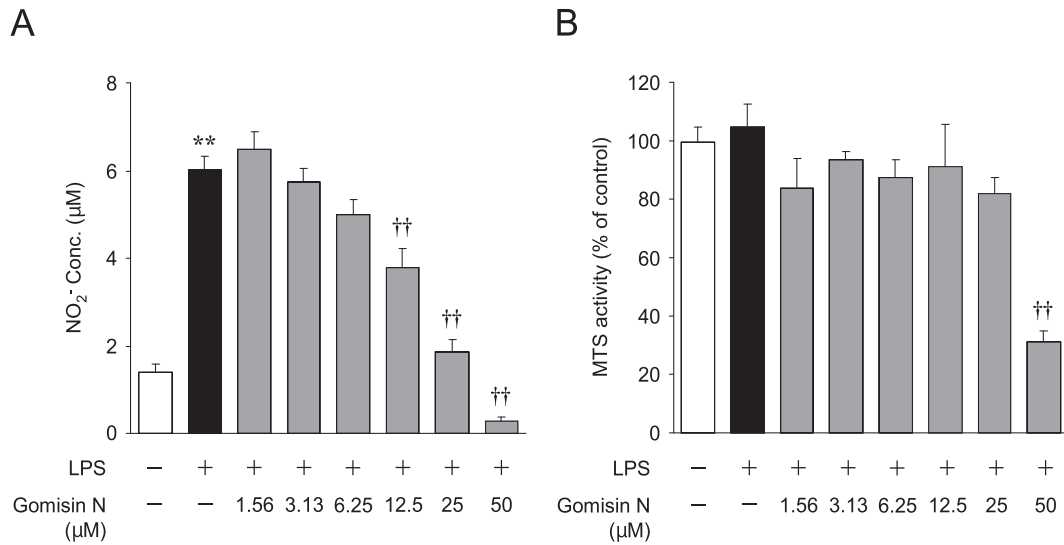 A
8
6
4
2
0
NO2- Conc. (µM)
**
††
††
††
LPS − + + + + + + +
Gomisin N − − 1.56 3.13 6.25 12.5 25 50
(µM)
B
120
100
80
60
40
20
0
MTS activity (% of control)
††
LPS − + + + + + + +
Gomisin N − − 1.56 3.13 6.25 12.5 25 50
(µM)